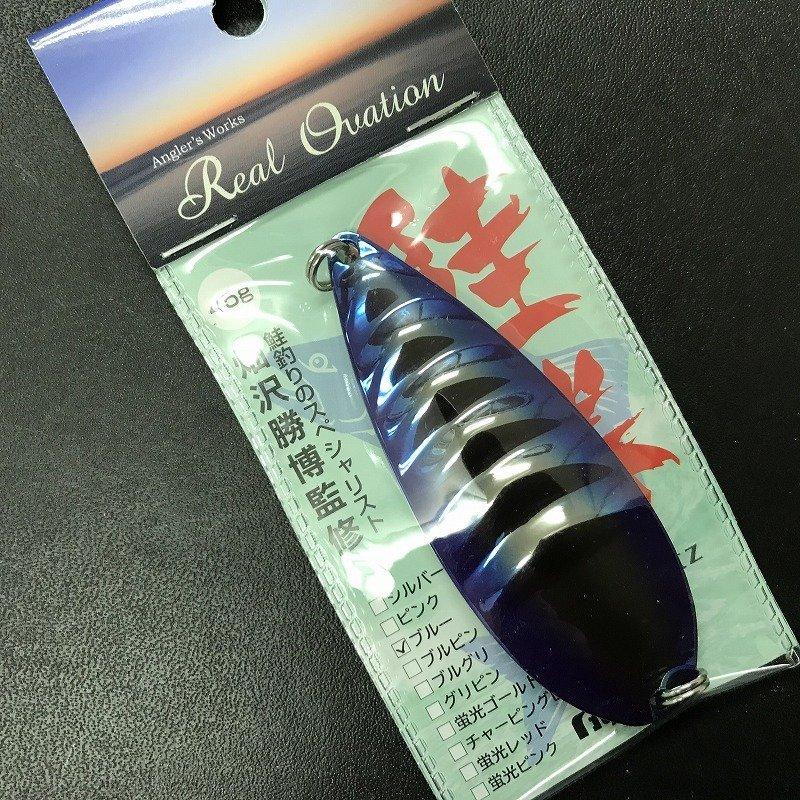 Angler's Works
Real Ovation
45g
鮭釣りのスペシャリスト
畑沢勝博監修
鮭
シルバー
ピンク
ブルー
ブルピン
ブルグリ
グリピン
蛍光ゴールド
チャーピング
蛍光レッド
蛍光ピンク